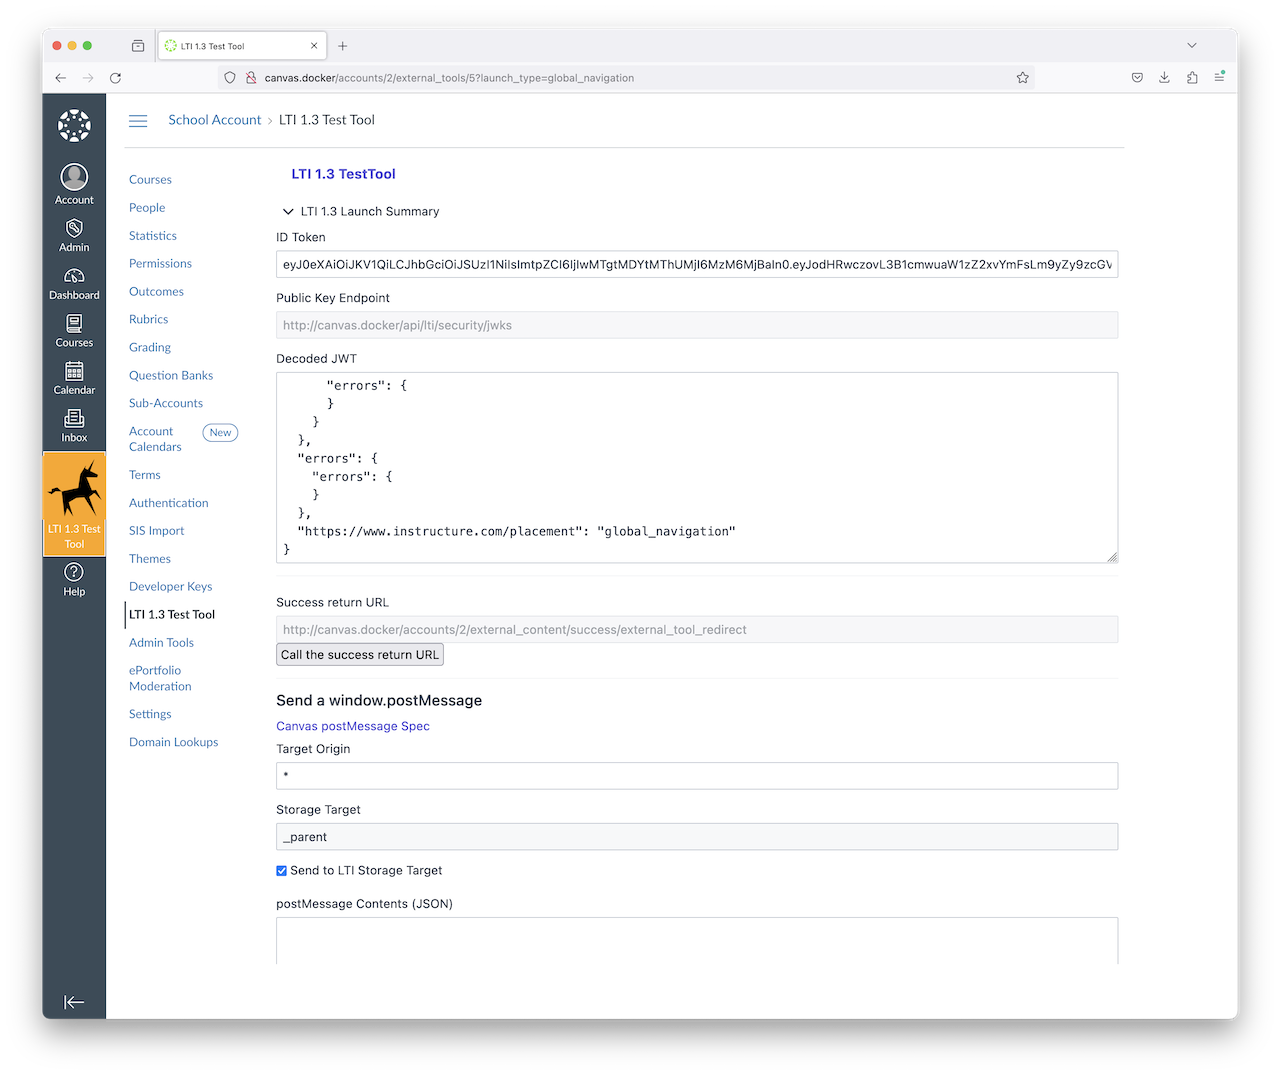 LTI 1.3 Test Tool
canvas.docker/accounts/2/external_tools/5?launch_type=global_navigation
School Account › LTI 1.3 Test Tool
Account
Admin
Dashboard
Courses
Calendar
Inbox
LTI 1.3 Test
Tool
Help
Courses
People
Statistics
Permissions
Outcomes
Rubrics
Grading
Question Banks
Sub-Accounts
Account
Calendars
New
Terms
Authentication
SIS Import
Themes
Developer Keys
LTI 1.3 Test Tool
Admin Tools
ePortfolio
Moderation
Settings
Domain Lookups
LTI 1.3 TestTool
LTI 1.3 Launch Summary
ID Token
Public Key Endpoint
http://canvas.docker/api/lti/security/jwks
Decoded JWT
"errors": {
}
}
},
"errors": {
"errors": {
}
},
"https://www.instructure.com/placement": "global_navigation"
}
Success return URL
http://canvas.docker/accounts/2/external_content/success/external_tool_redirect
Call the success return URL
Send a window.postMessage
Canvas postMessage Spec
Target Origin
*
Storage Target
_parent
Send to LTI Storage Target
postMessage Contents (JSON)